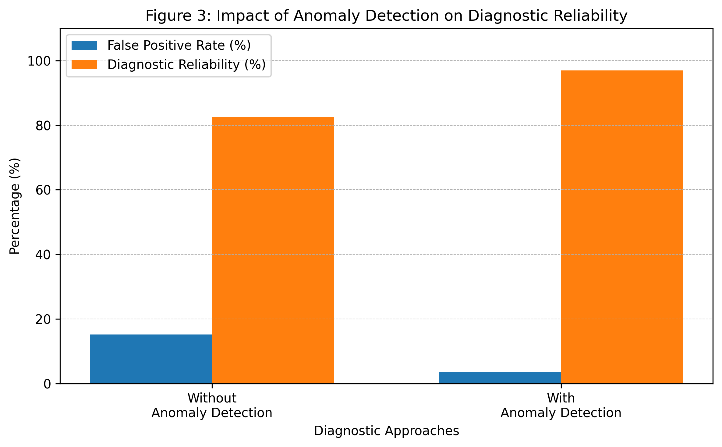 Figure 3: Impact of Anomaly Detection on Diagnostic Reliability
False Positive Rate (%)
Diagnostic Reliability (%)
Percentage (%)
100
80
60
40
20
0
Without
Anomaly Detection
With
Anomaly Detection
Diagnostic Approaches